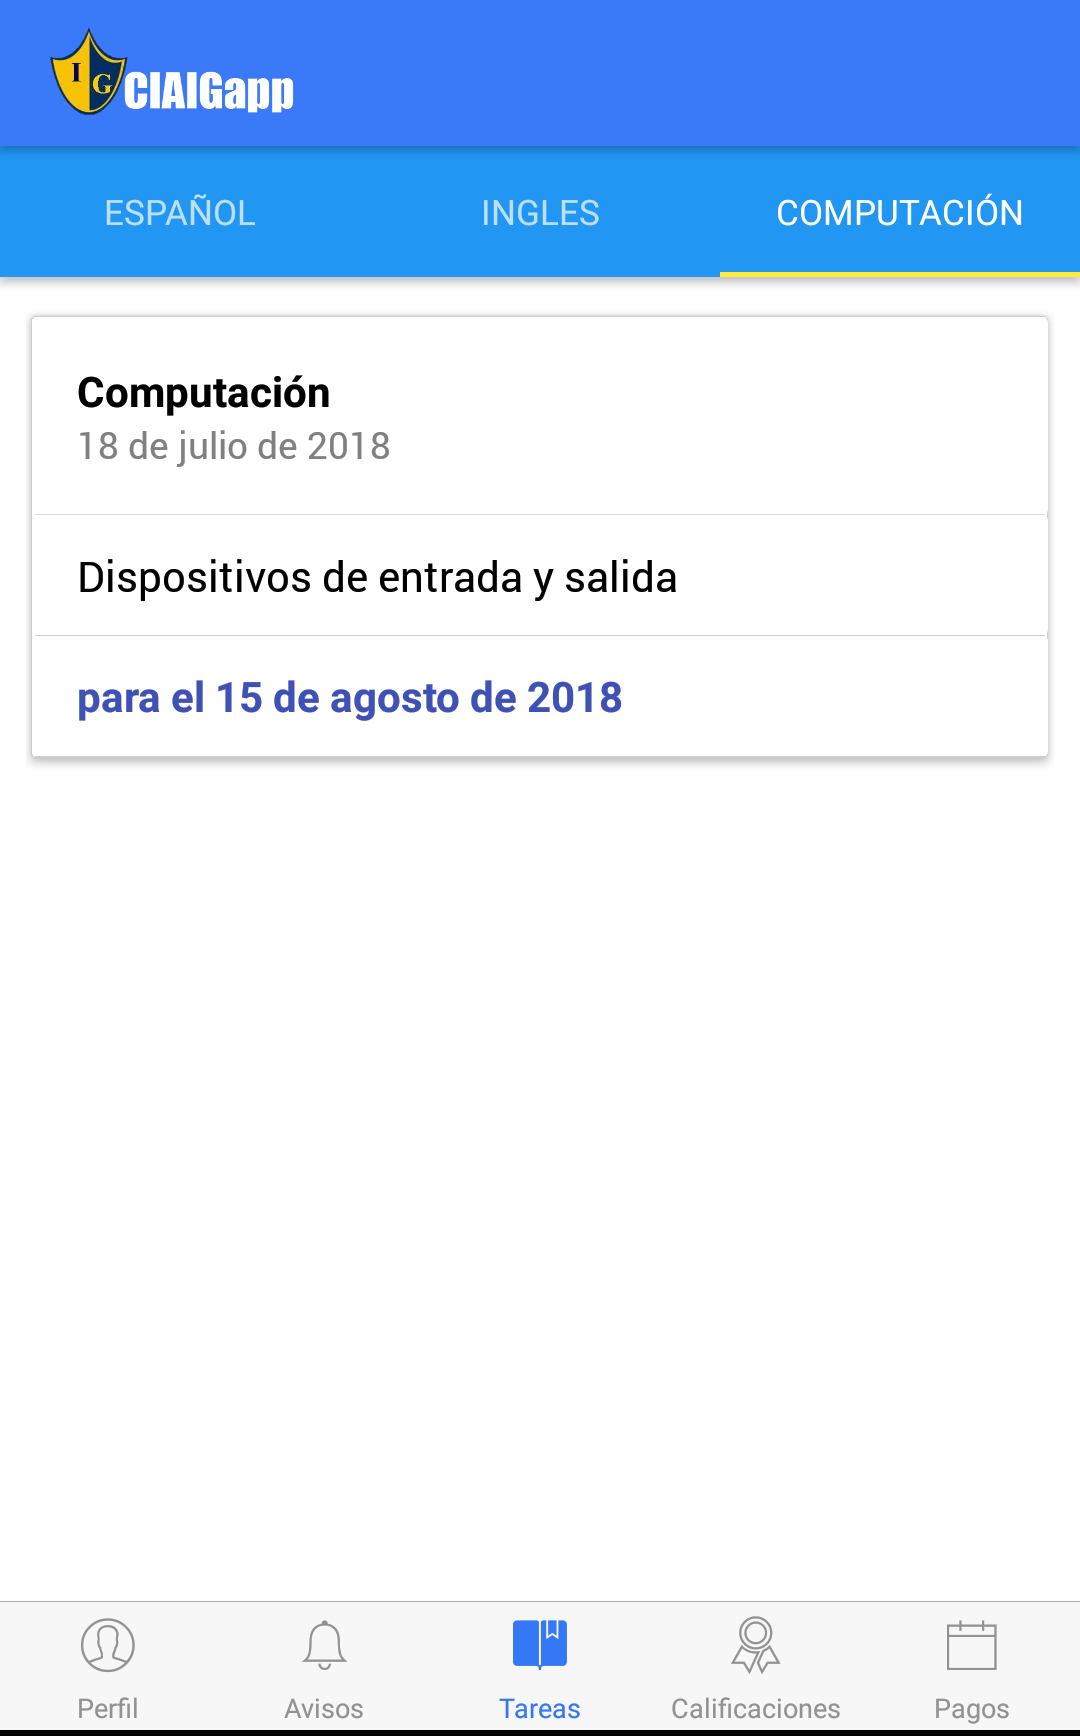 I G CIAIGapp
ESPAÑOL INGLES COMPUTACIÓN
Computación
18 de julio de 2018
Dispositivos de entrada y salida
para el 15 de agosto de 2018
Perfil Avisos Tareas Calificaciones Pagos